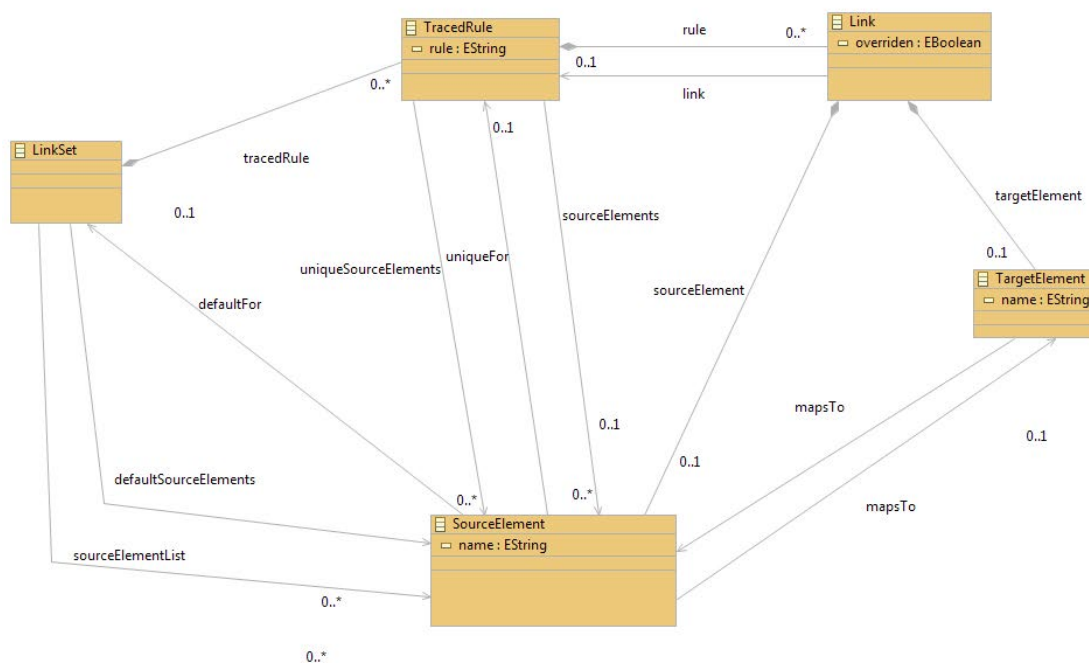 TracedRule
rule : EString
Link
overriden : EBoolean
rule
0..*
0..1
link
0..*
0..1
LinkSet
tracedRule
targetElement
0..1
sourceElements
0..1
uniqueSourceElements
uniqueFor
TargetElement
name : EString
sourceElement
defaultFor
mapsTo
0..1
0..1
0..1
defaultSourceElements
0..*
0..*
mapsTo
SourceElement
name : EString
sourceElementList
0..*
0..*